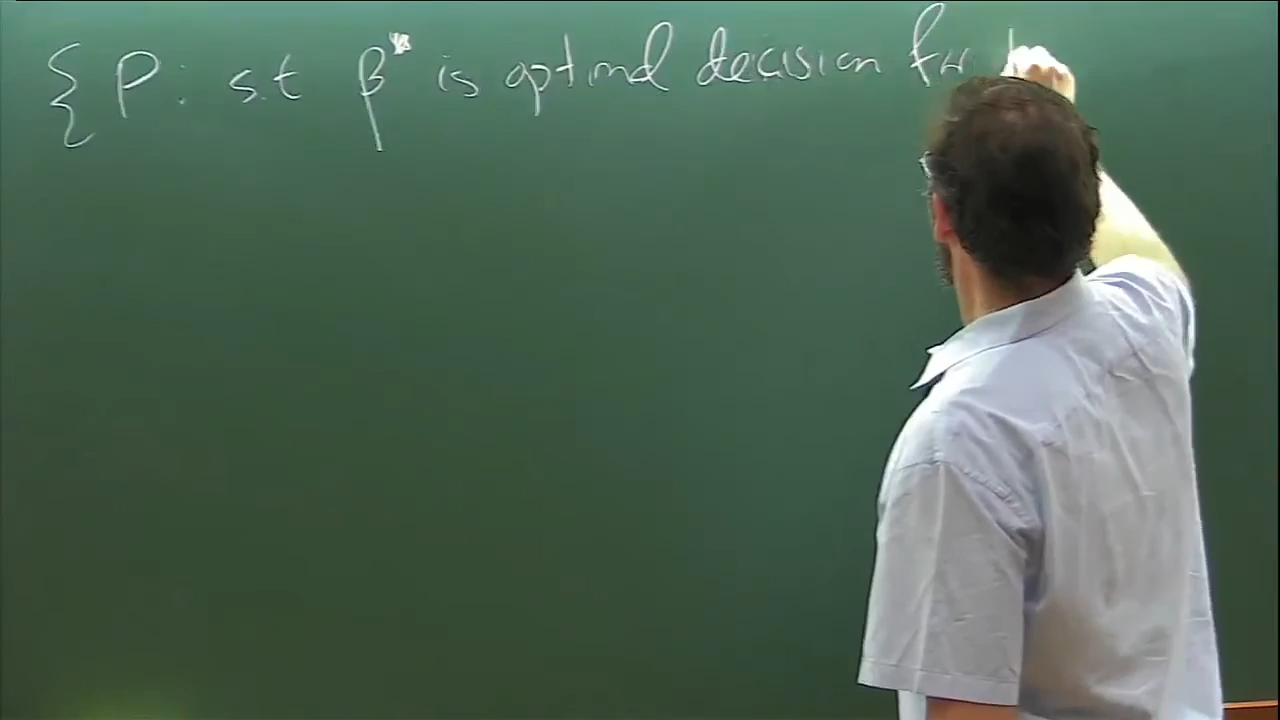 { P : s.t β* is optimal decision for